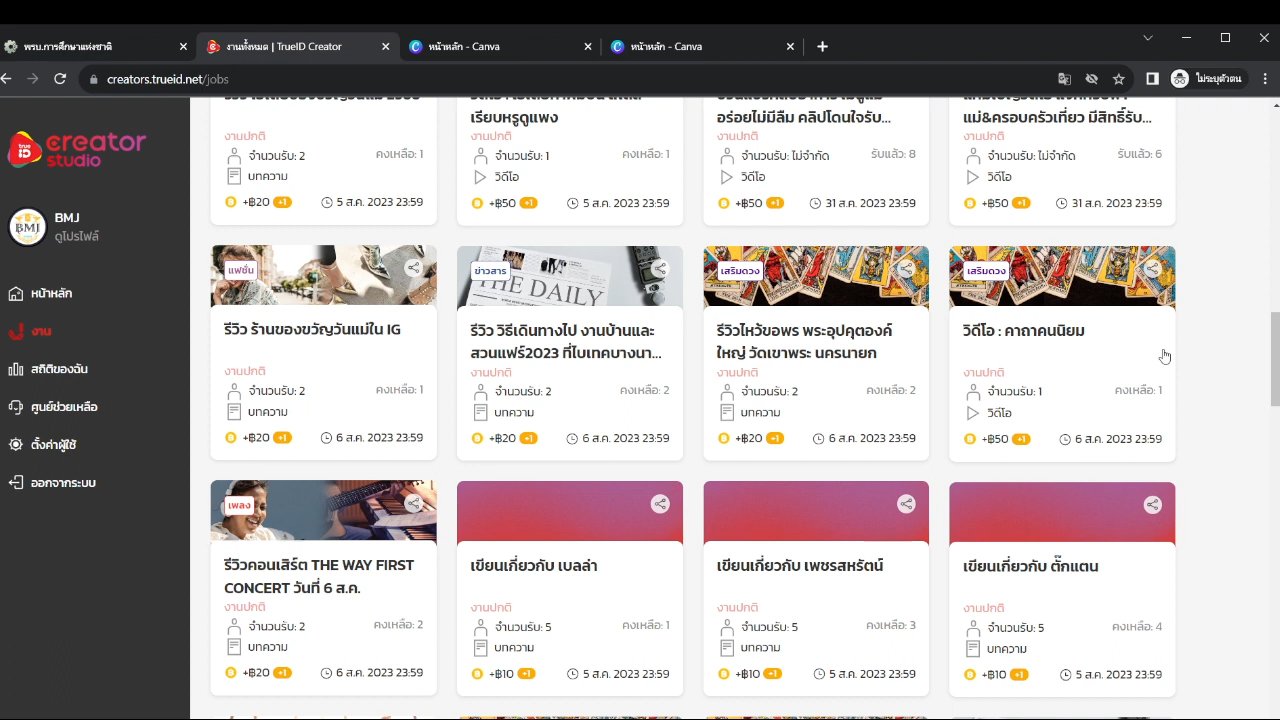 พรบ.การศึกษาแห่งชาติ
งานทั้งหมด | TrueID Creator
หน้าหลัก - Canva
หน้าหลัก - Canva
creators.trueid.net/jobs
ไม่ระบุตัวตน
true
iD
creator
studio
BMJ
BMJ
ดูโปรไฟล์
หน้าหลัก
งาน
สถิติของฉัน
ศูนย์ช่วยเหลือ
ตั้งค่าผู้ใช้
ออกจากระบบ
งานปกติ
จำนวนรับ: 2 คงเหลือ: 1
บทความ
+฿20 +1 5 ส.ค. 2023 23:59
เรียบหรูดูแพง
งานปกติ
จำนวนรับ: 1 คงเหลือ: 1
วิดีโอ
+฿50 +1 5 ส.ค. 2023 23:59
อร่อยไม่มีลืม คลิปโดนใจรับ...
งานปกติ
จำนวนรับ: ไม่จำกัด รับแล้ว: 8
วิดีโอ
+฿50 +1 31 ส.ค. 2023 23:59
แม่&ครอบครัวเที่ยว มีสิทธิ์รับ...
งานปกติ
จำนวนรับ: ไม่จำกัด รับแล้ว: 6
วิดีโอ
+฿50 +1 31 ส.ค. 2023 23:59
แฟชั่น
รีวิว ร้านของขวัญวันแม่ใน IG
งานปกติ
จำนวนรับ: 2 คงเหลือ: 1
บทความ
+฿20 +1 6 ส.ค. 2023 23:59
ข่าวสาร
THE DAILY
รีวิว วิธีเดินทางไป งานบ้านและ
สวนแฟร์2023 ที่ไบเทคบางนา...
งานปกติ
จำนวนรับ: 2 คงเหลือ: 2
บทความ
+฿20 +1 6 ส.ค. 2023 23:59
เสริมดวง
รีวิวไหว้ขอพร พระอุปคุตองค์
ใหญ่ วัดเขาพระ นครนายก
งานปกติ
จำนวนรับ: 2 คงเหลือ: 2
บทความ
+฿20 +1 6 ส.ค. 2023 23:59
เสริมดวง
วิดีโอ : คาถาคนนิยม
งานปกติ
จำนวนรับ: 1 คงเหลือ: 1
วิดีโอ
+฿50 +1 6 ส.ค. 2023 23:59
เพลง
รีวิวคอนเสิร์ต THE WAY FIRST
CONCERT วันที่ 6 ส.ค.
งานปกติ
จำนวนรับ: 2 คงเหลือ: 2
บทความ
+฿20 +1 6 ส.ค. 2023 23:59
เขียนเกี่ยวกับ เบลล่า
งานปกติ
จำนวนรับ: 5 คงเหลือ: 1
บทความ
+฿10 +1 5 ส.ค. 2023 23:59
เขียนเกี่ยวกับ เพชรสหรัตน์
งานปกติ
จำนวนรับ: 5 คงเหลือ: 3
บทความ
+฿10 +1 5 ส.ค. 2023 23:59
เขียนเกี่ยวกับ ตั๊กแตน
งานปกติ
จำนวนรับ: 5 คงเหลือ: 4
บทความ
+฿10 +1 5 ส.ค. 2023 23:59